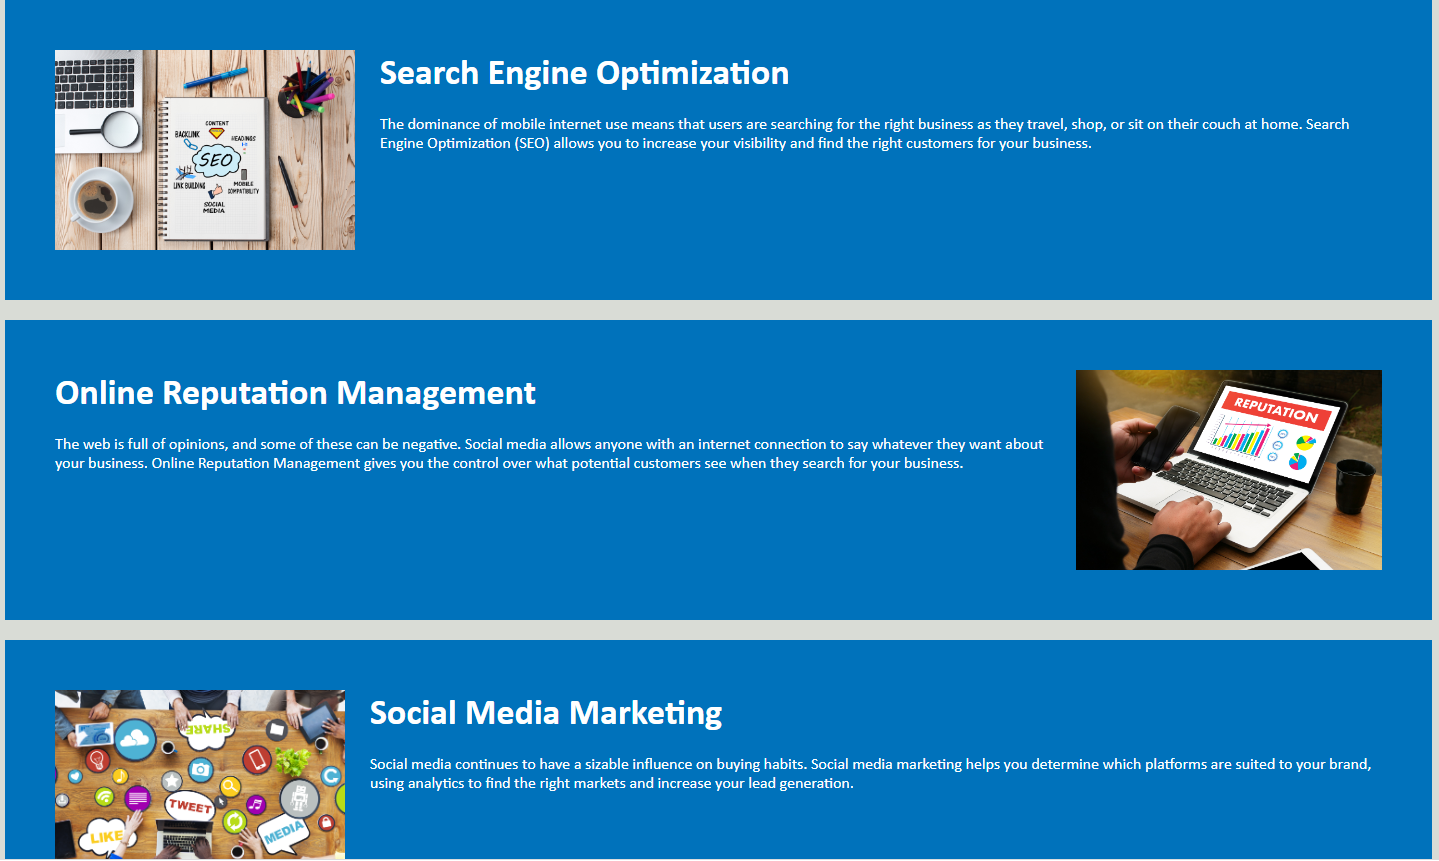 Search Engine Optimization
The dominance of mobile internet use means that users are searching for the right business as they travel, shop, or sit on their couch at home. Search
Engine Optimization (SEO) allows you to increase your visibility and find the right customers for your business.
CONTENT
BACKLINK
HEADINGS
SEO
LINK BUILDING
MOBILE
COMPATIBILITY
SOCIAL
MEDIA
Online Reputation Management
The web is full of opinions, and some of these can be negative. Social media allows anyone with an internet connection to say whatever they want about
your business. Online Reputation Management gives you the control over what potential customers see when they search for your business.
REPUTATION
Social Media Marketing
Social media continues to have a sizable influence on buying habits. Social media marketing helps you determine which platforms are suited to your brand,
using analytics to find the right markets and increase your lead generation.
SHARE
TWEET
LIKE
MEDIA